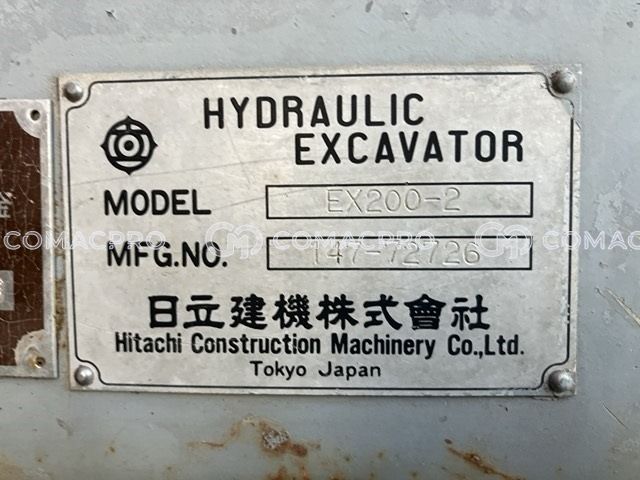 HYDRAULIC
EXCAVATOR
MODEL EX200-2
MFG.NO. 147-72726
日立建機株式會社
Hitachi Construction Machinery Co.,Ltd.
Tokyo Japan
COMACPRO COMACPRO COMACPRO